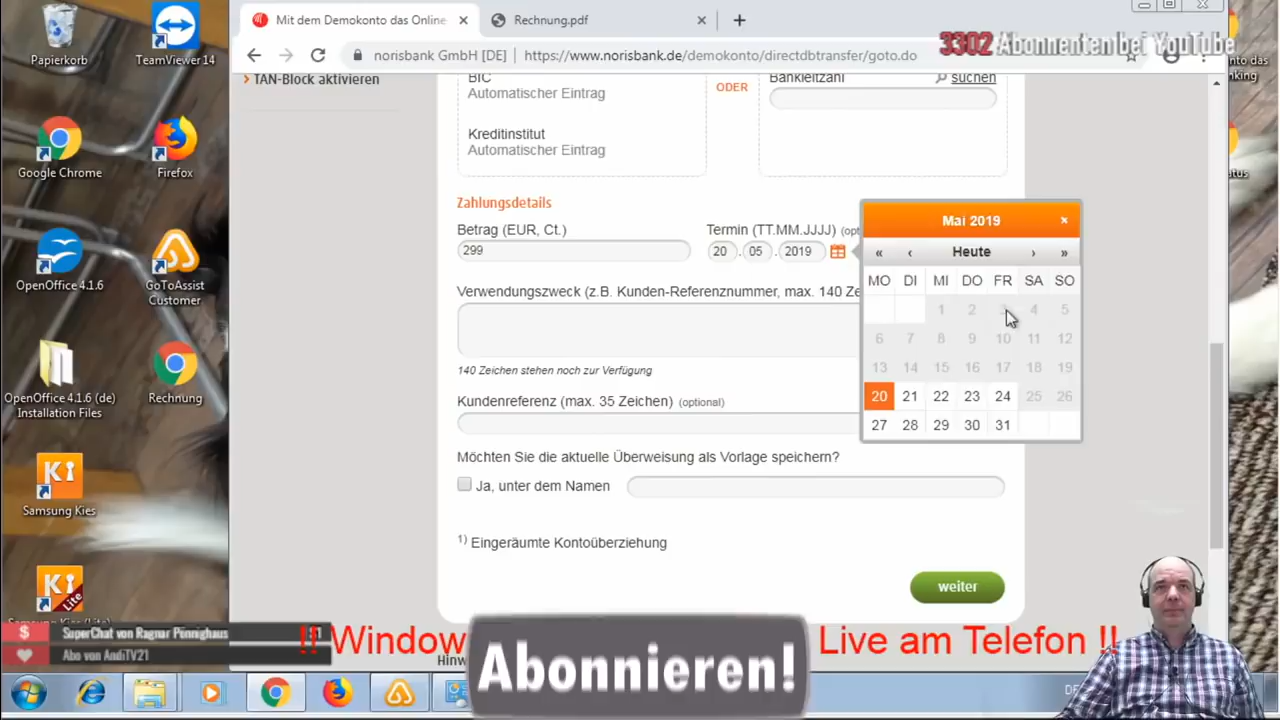 Mit dem Demokonto das Online
Rechnung.pdf
3302 Abonnenten bei YouTube
norisbank GmbH [DE]
https://www.norisbank.de/demokonto/directdbtransfer/goto.do
Papierkorb
TeamViewer 14
Google Chrome
Firefox
OpenOffice 4.1.6
GoToAssist
Customer
OpenOffice 4.1.6 (de)
Installation Files
Rechnung
Samsung Kies
Lite
Samsung Kies (Lite)
TAN-Block aktivieren
BIC
Automatischer Eintrag
Kreditinstitut
Automatischer Eintrag
ODER
Bankleitzahl
suchen
Zahlungsdetails
Betrag (EUR, Ct.)
299
Termin (TT.MM.JJJJ)
20 . 05 . 2019
Verwendungszweck (z.B. Kunden-Referenznummer, max. 140 Ze
140 Zeichen stehen noch zur Verfügung
Kundenreferenz (max. 35 Zeichen) (optional)
Möchten Sie die aktuelle Überweisung als Vorlage speichern?
Ja, unter dem Namen
1) Eingeräumte Kontoüberziehung
weiter
Mai 2019 ×
« ‹ Heute › »
MO DI MI DO FR SA SO
1 2 3 4 5
6 7 8 9 10 11 12
13 14 15 16 17 18 19
20 21 22 23 24 25 26
27 28 29 30 31
SuperChat von Ragnar Pönnighaus
Abo von AndiTV21
!! Window
Abonnieren!
Live am Telefon !!
Hinw
DE